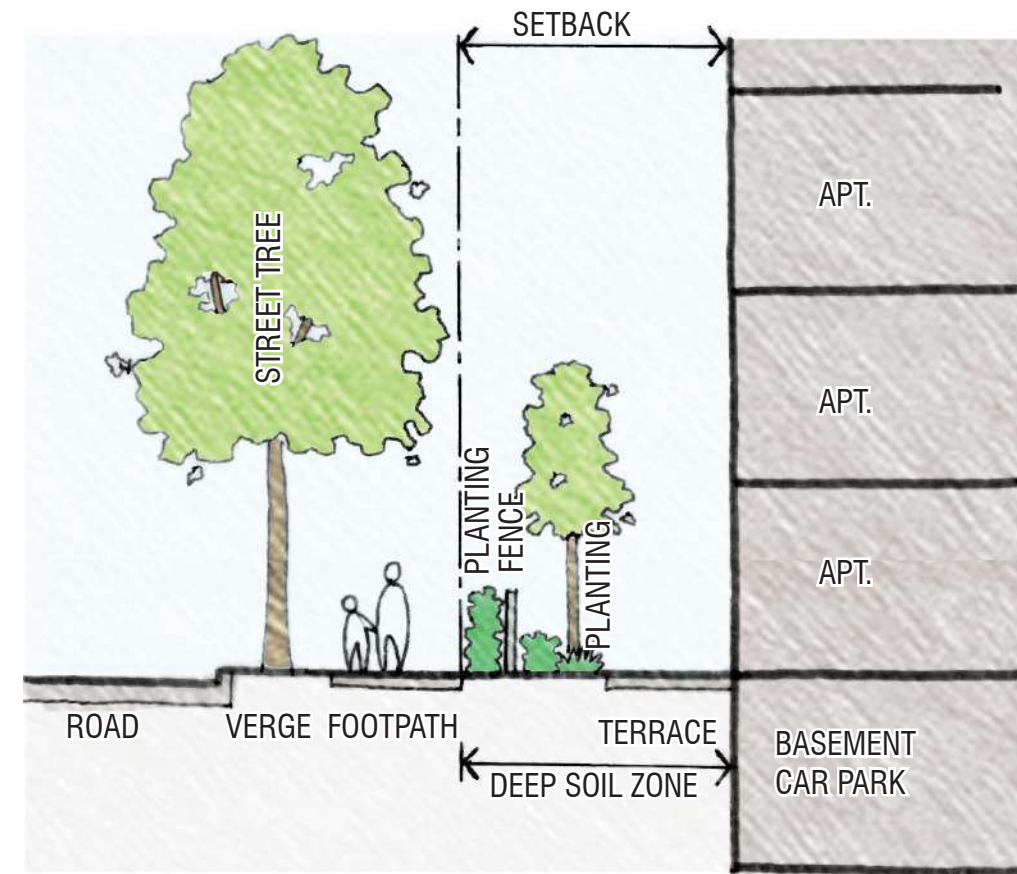 SETBACK
APT.
STREET TREE
APT.
PLANTING
FENCE
PLANTING
APT.
ROAD
VERGE
FOOTPATH
TERRACE
BASEMENT
CAR PARK
DEEP SOIL ZONE